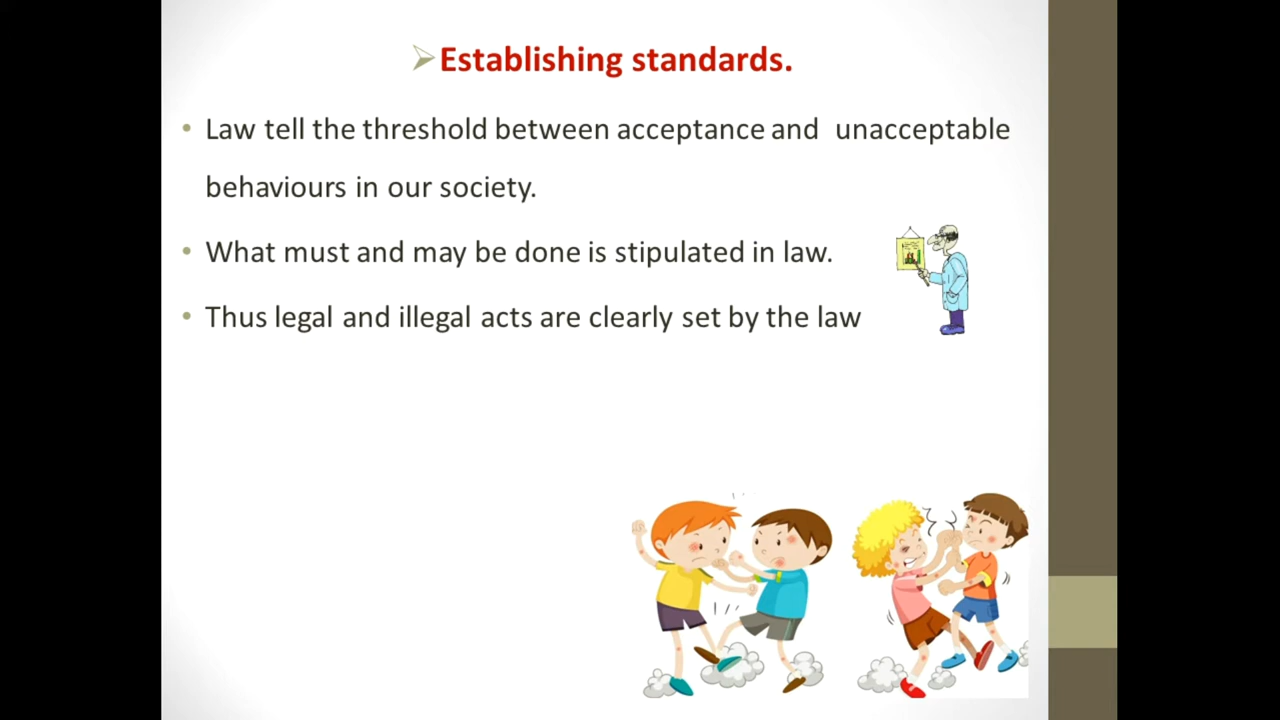 Establishing standards.
Law tell the threshold between acceptance and unacceptable
behaviours in our society.
What must and may be done is stipulated in law.
Thus legal and illegal acts are clearly set by the law